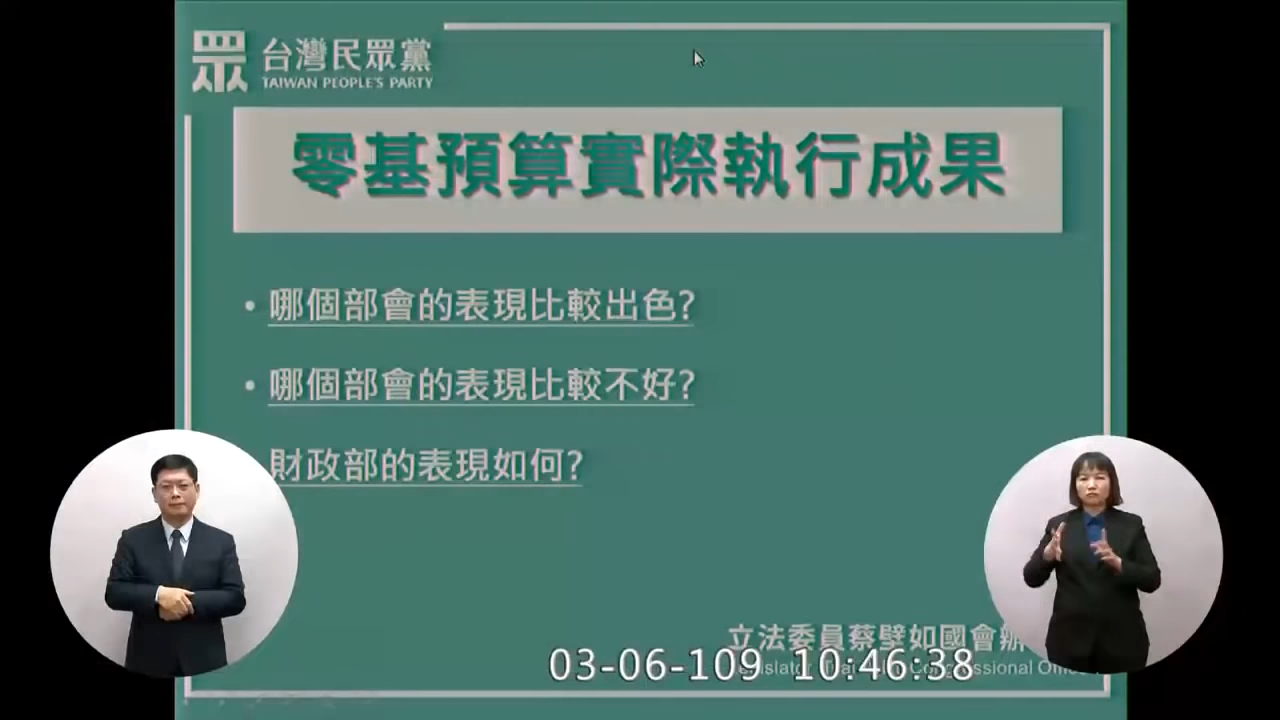 眾 台灣民眾黨
TAIWAN PEOPLE'S PARTY
零基預算實際執行成果
• 哪個部會的表現比較出色?
• 哪個部會的表現比較不好?
財政部的表現如何?
立法委員蔡壁如國會辦
03-06-109 10:46:38
Congressional